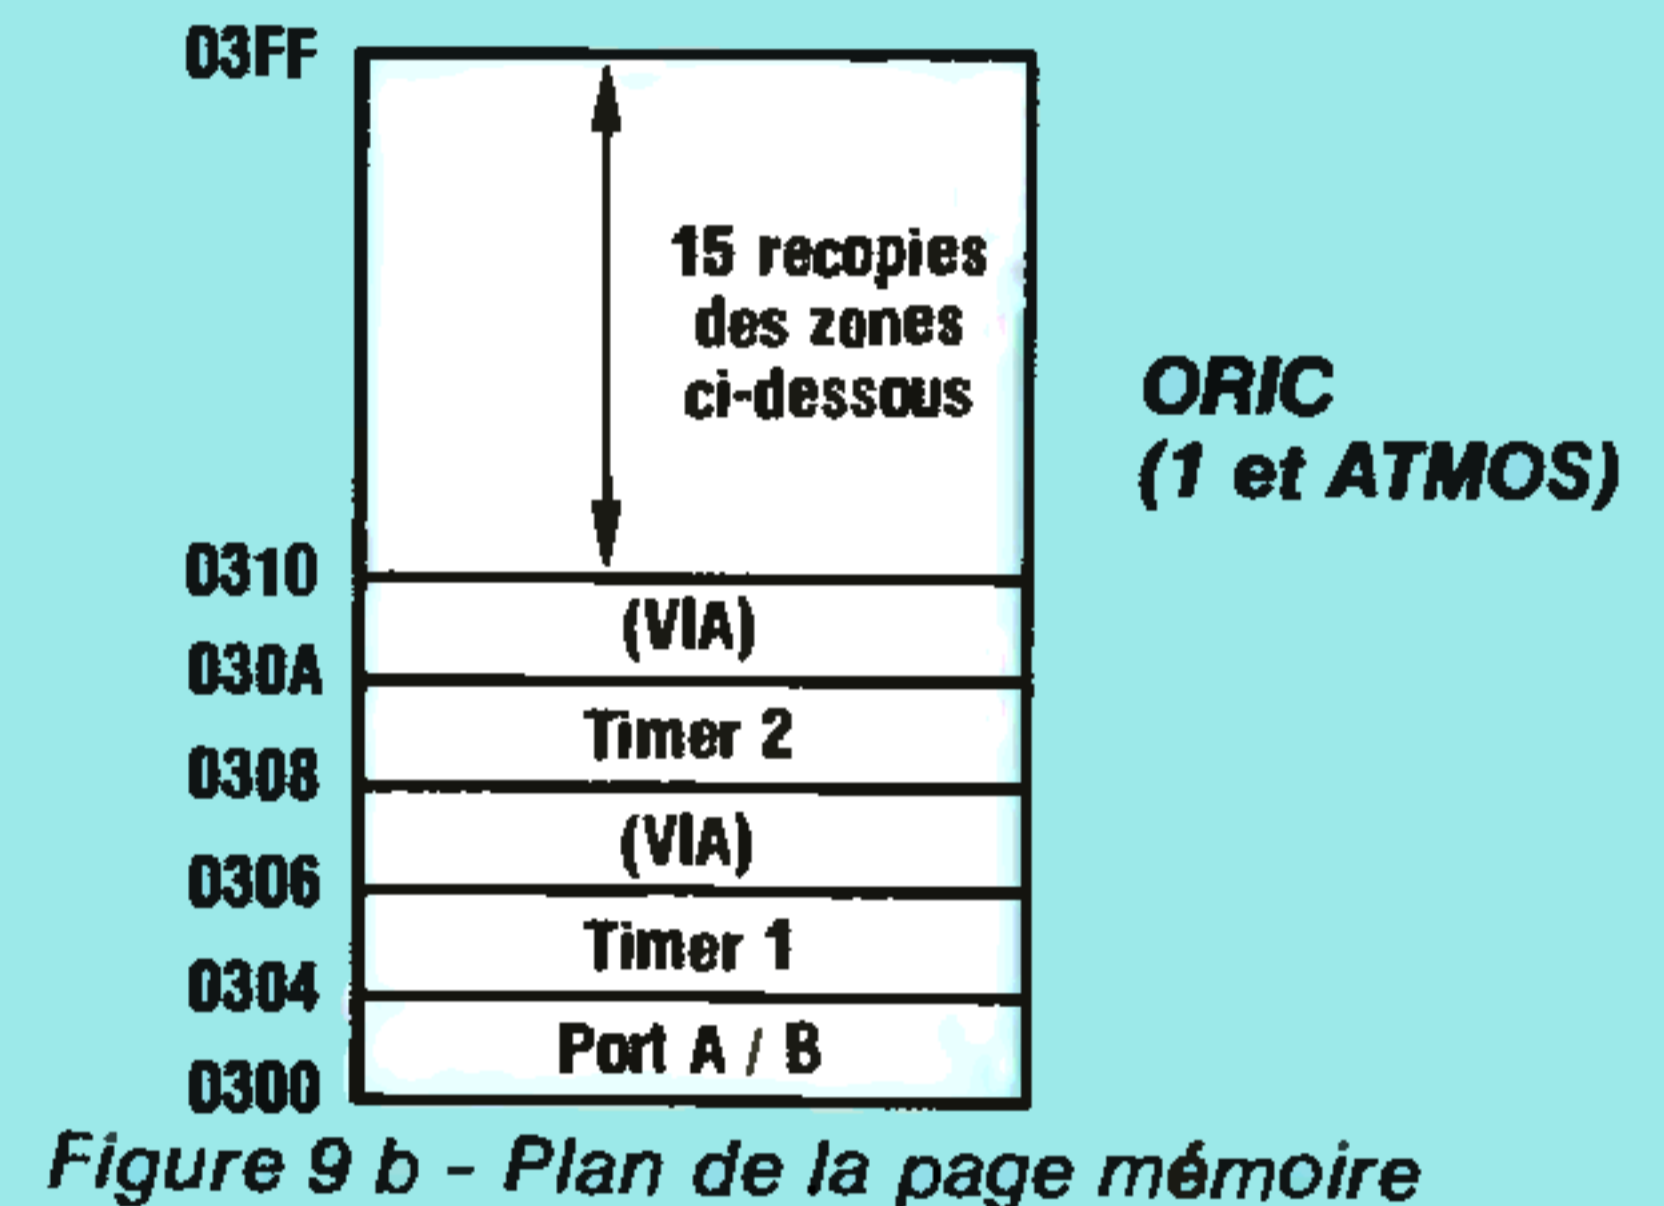 03FF
15 recopies
des zones
ci-dessous
ORIC
(1 et ATMOS)
0310
(VIA)
030A
Timer 2
0308
(VIA)
0306
Timer 1
0304
Port A / B
0300
Figure 9 b - Plan de la page mémoire